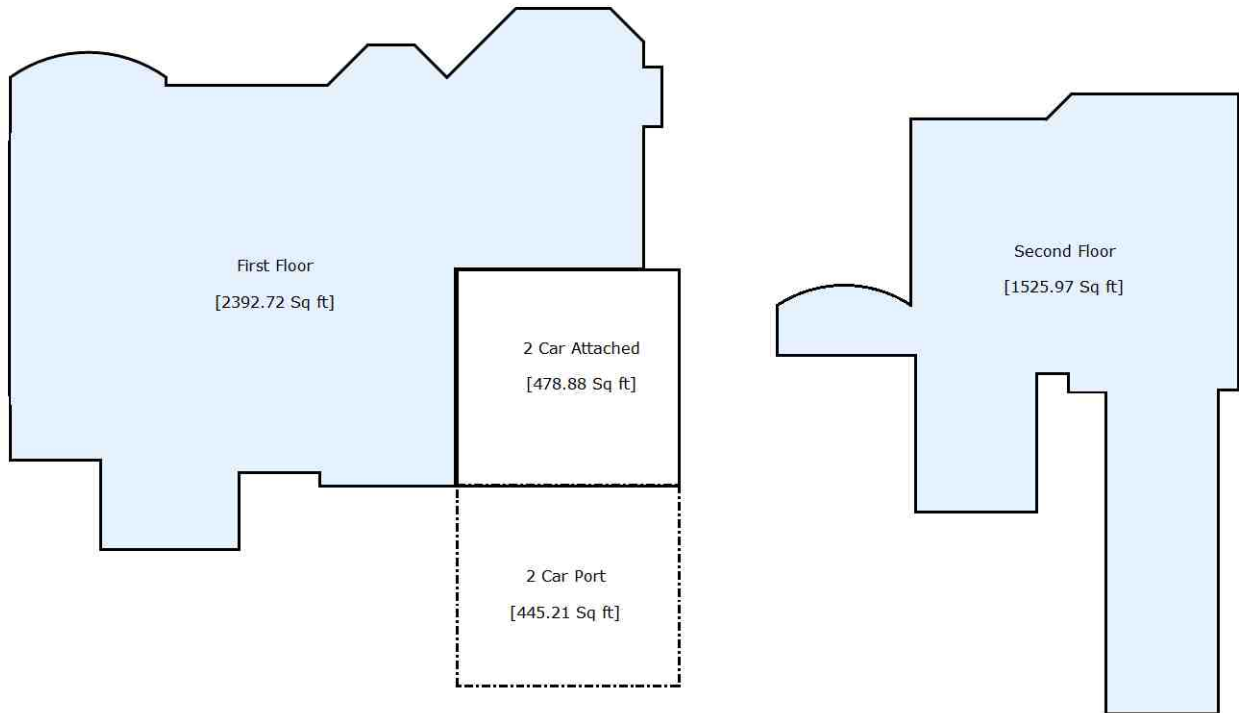 First Floor
[2392.72 Sq ft]
2 Car Attached
[478.88 Sq ft]
2 Car Port
[445.21 Sq ft]
Second Floor
[1525.97 Sq ft]